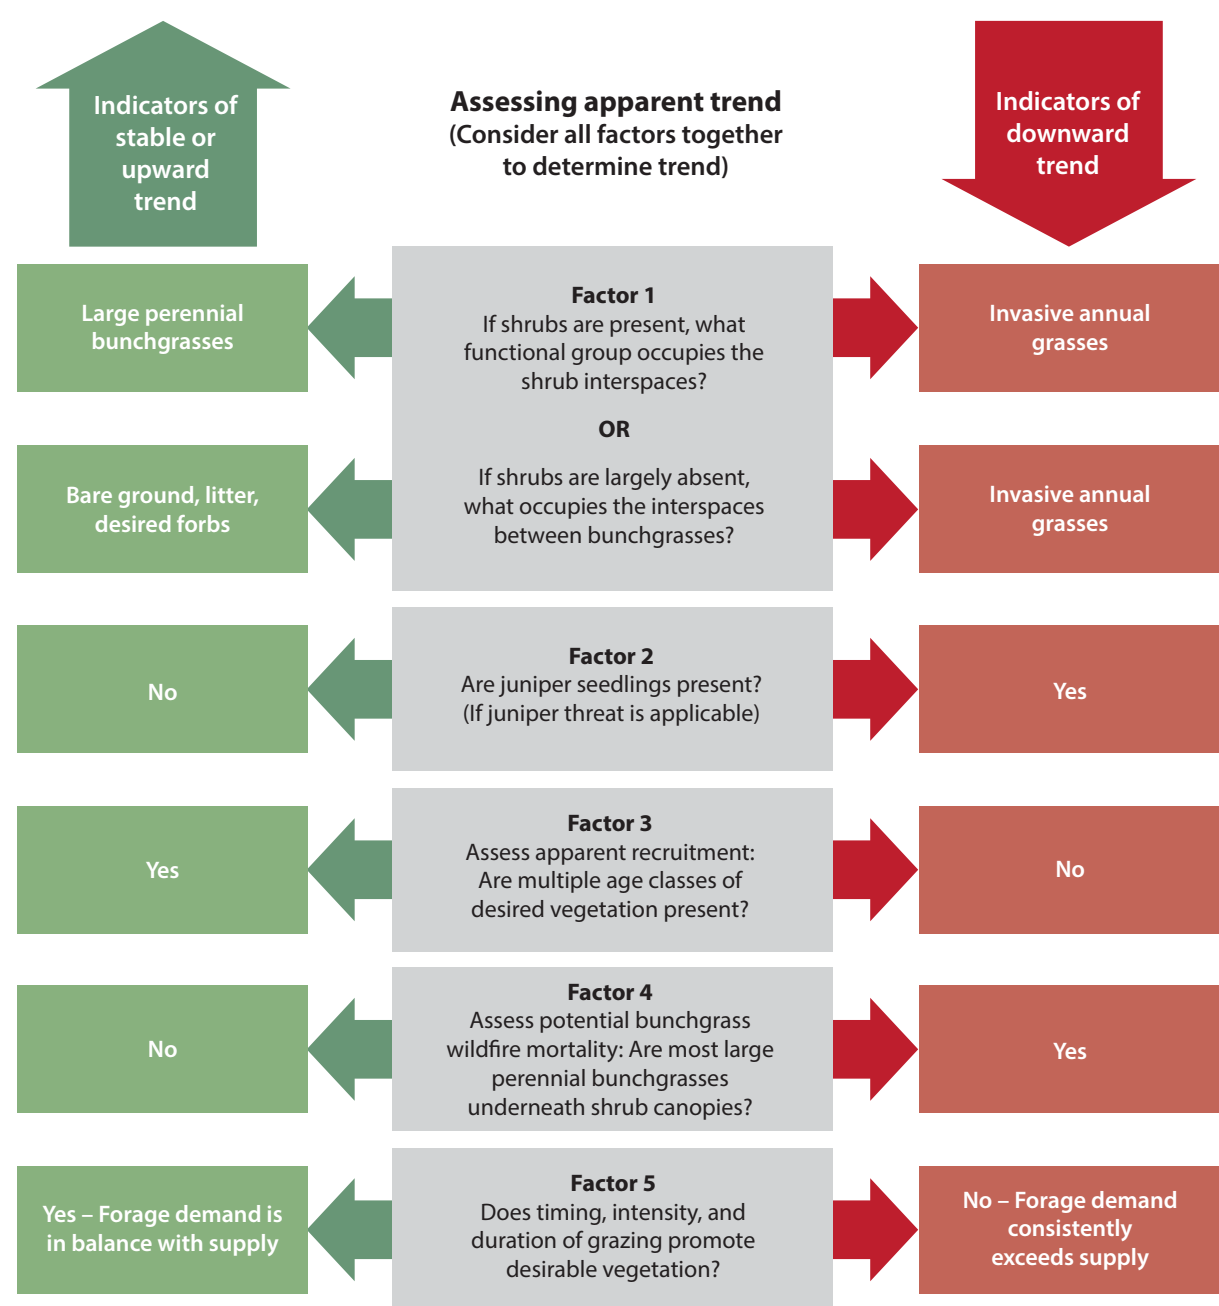 Indicators of
stable or
upward
trend
Assessing apparent trend
(Consider all factors together
to determine trend)
Indicators of
downward
trend
Large perennial
bunchgrasses
Factor 1
If shrubs are present, what
functional group occupies the
shrub interspaces?
Invasive annual
grasses
OR
Bare ground, litter,
desired forbs
If shrubs are largely absent,
what occupies the interspaces
between bunchgrasses?
Invasive annual
grasses
No
Factor 2
Are juniper seedlings present?
(If juniper threat is applicable)
Yes
Yes
Factor 3
Assess apparent recruitment:
Are multiple age classes of
desired vegetation present?
No
No
Factor 4
Assess potential bunchgrass
wildfire mortality: Are most large
perennial bunchgrasses
underneath shrub canopies?
Yes
Yes – Forage demand is
in balance with supply
Factor 5
Does timing, intensity, and
duration of grazing promote
desirable vegetation?
No – Forage demand
consistently
exceeds supply